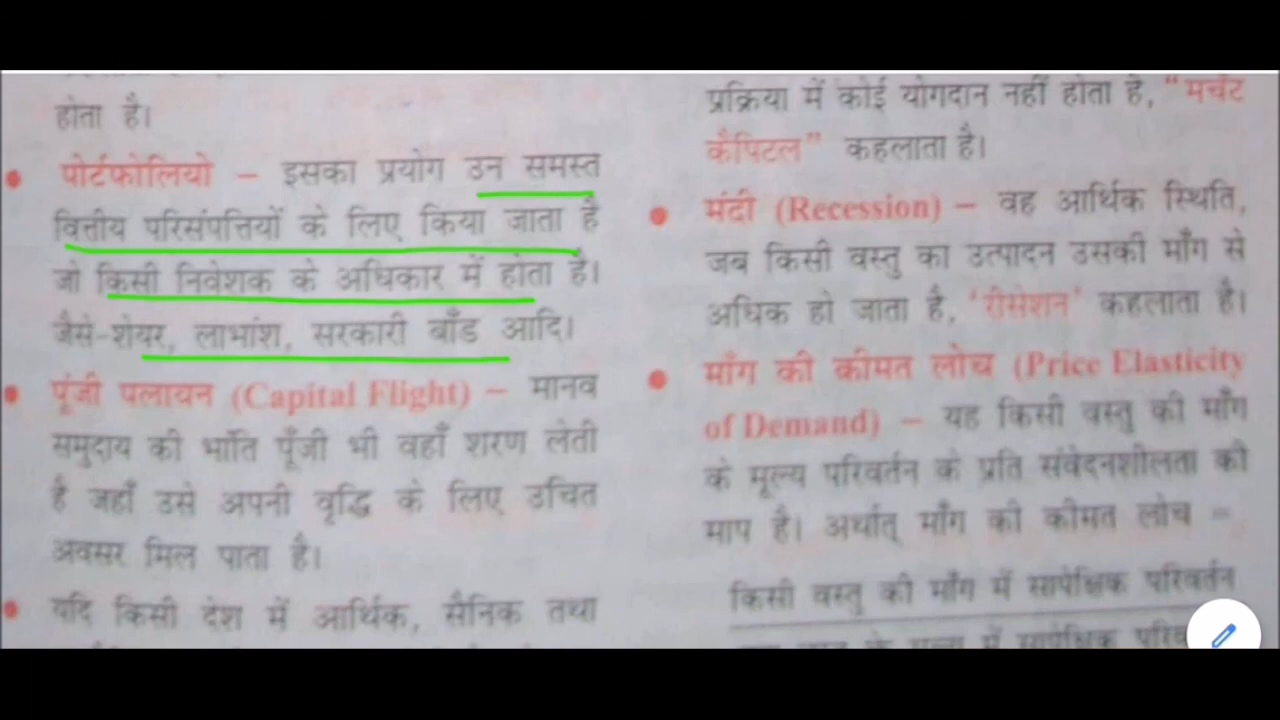 होता है।
पोर्टफोलियो – इसका प्रयोग उन समस्त
वित्तीय परिसंपत्तियों के लिए किया जाता है
जो किसी निवेशक के अधिकार में होता है।
जैसे-शेयर, लाभांश, सरकारी बॉंड आदि।
पूंजी पलायन (Capital Flight) – मानव
समुदाय की भाँति पूँजी भी वहाँ शरण लेती
है जहाँ उसे अपनी वृद्धि के लिए उचित
अवसर मिल पाता है।
यदि किसी देश में आर्थिक, सैनिक तथा
प्रक्रिया में कोई योगदान नहीं होता है, “मर्चेंट
कैपिटल” कहलाता है।
मंदी (Recession) – वह आर्थिक स्थिति,
जब किसी वस्तु का उत्पादन उसकी माँग से
अधिक हो जाता है, ‘रीसेशन’ कहलाता है।
माँग की कीमत लोच (Price Elasticity
of Demand) – यह किसी वस्तु की माँग
के मूल्य परिवर्तन के प्रति संवेदनशीलता की
माप है। अर्थात् माँग की कीमत लोच =
किसी वस्तु की माँग में सापेक्षिक परिवर्तन
के मूल्य में सापेक्षिक